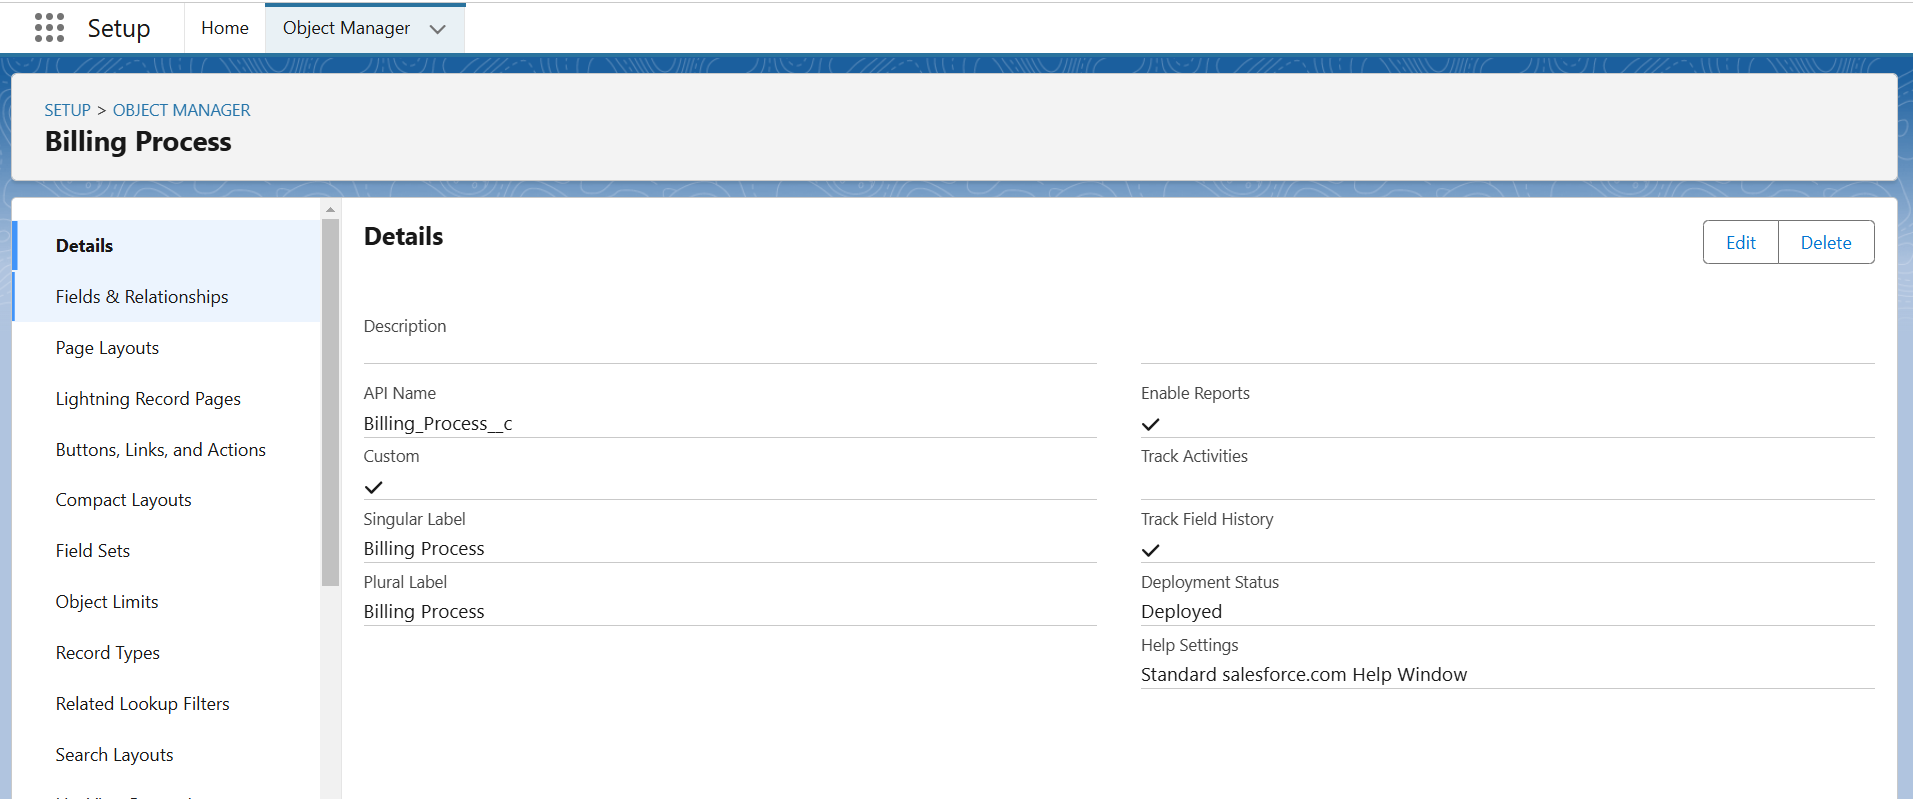 Setup
Home
Object Manager
SETUP > OBJECT MANAGER
Billing Process
Details
Fields & Relationships
Page Layouts
Lightning Record Pages
Buttons, Links, and Actions
Compact Layouts
Field Sets
Object Limits
Record Types
Related Lookup Filters
Search Layouts
Details
Edit
Delete
Description
API Name
Billing_Process__c
Custom
Singular Label
Billing Process
Plural Label
Billing Process
Enable Reports
Track Activities
Track Field History
Deployment Status
Deployed
Help Settings
Standard salesforce.com Help Window